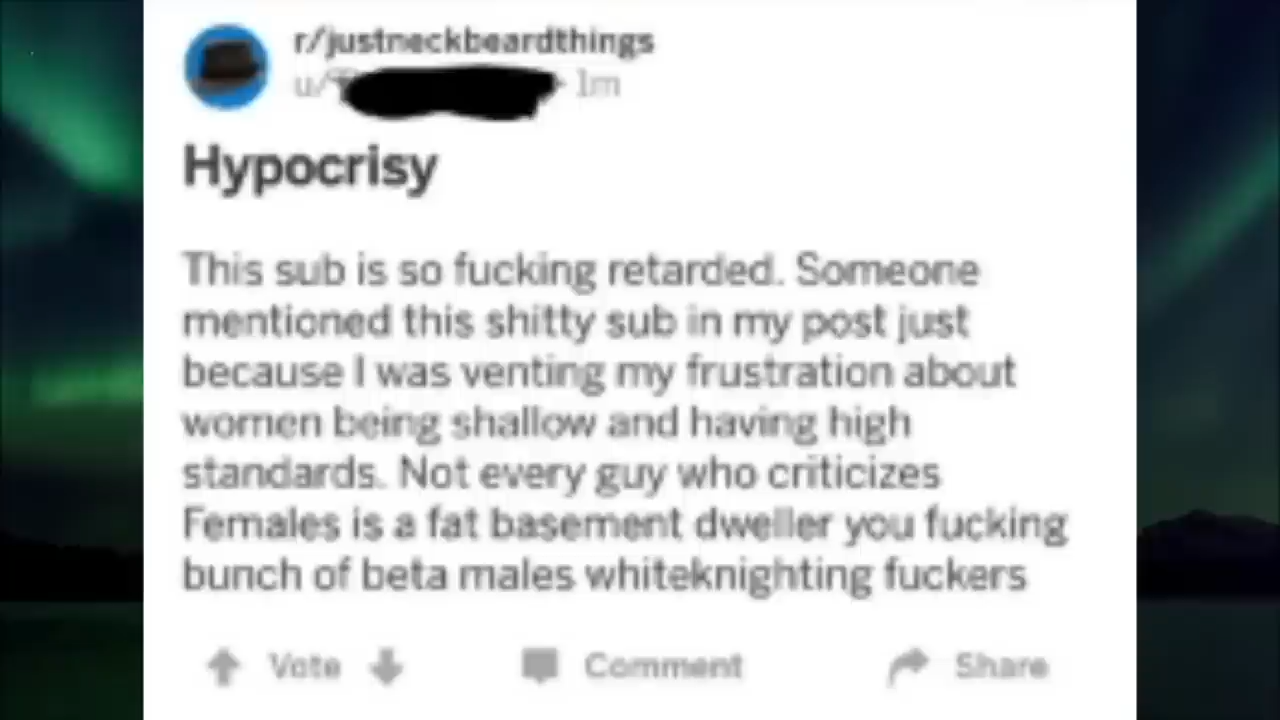 r/justneckbeardthings
u/ 1m
Hypocrisy
This sub is so fucking retarded. Someone
mentioned this shitty sub in my post just
because I was venting my frustration about
women being shallow and having high
standards. Not every guy who criticizes
Females is a fat basement dweller you fucking
bunch of beta males whiteknighting fuckers
Vote Comment Share